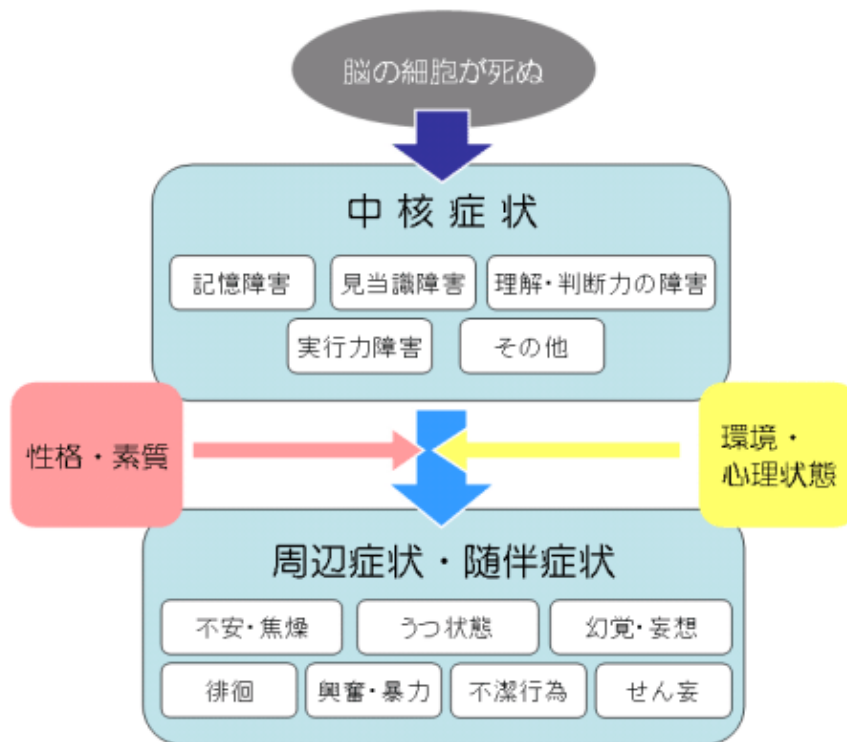 脳の細胞が死ぬ
中核症状
記憶障害
見当識障害
理解・判断力の障害
実行力障害
その他
性格・素質
環境・
心理状態
周辺症状・随伴症状
不安・焦燥
うつ状態
幻覚・妄想
徘徊
興奮・暴力
不潔行為
せん妄